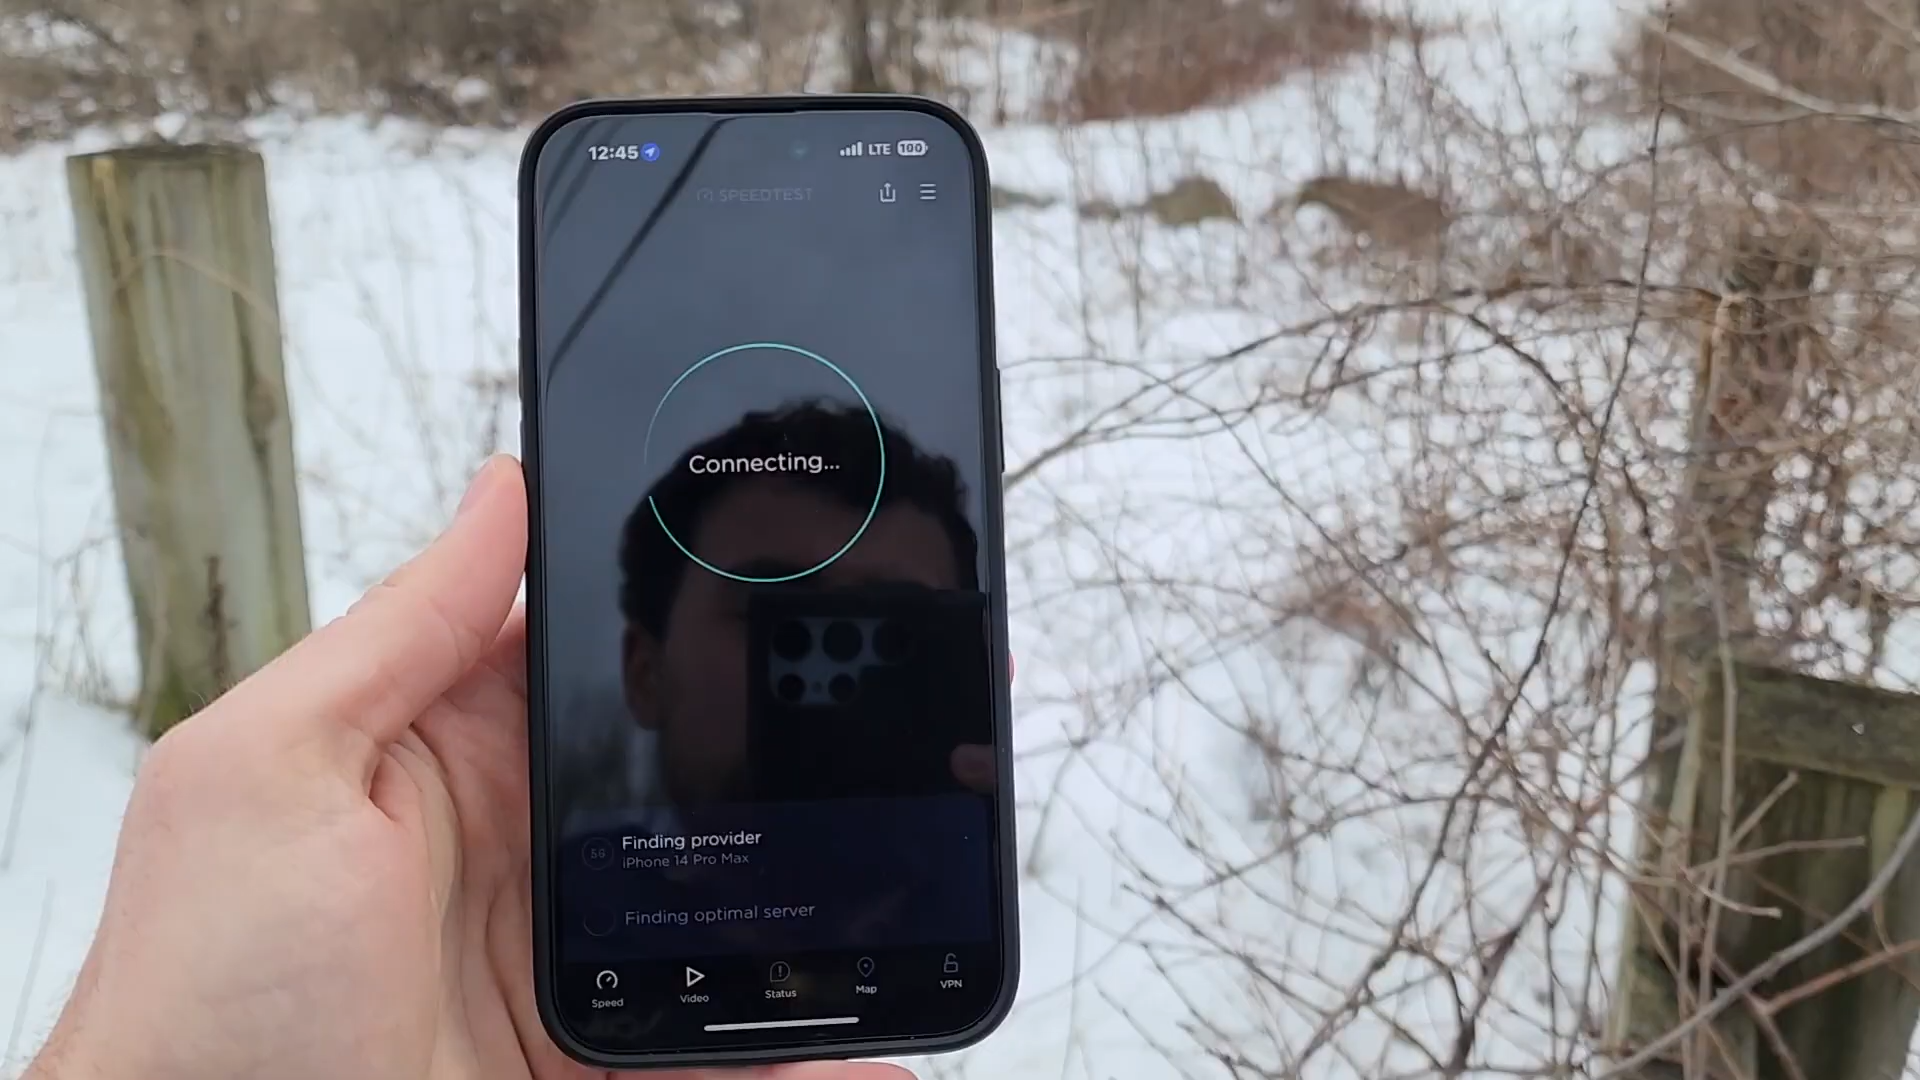 12:45 LTE 100
SPEEDTEST
Connecting...
Finding provider
5G
iPhone 14 Pro Max
Finding optimal server
Speed Video Status Map VPN